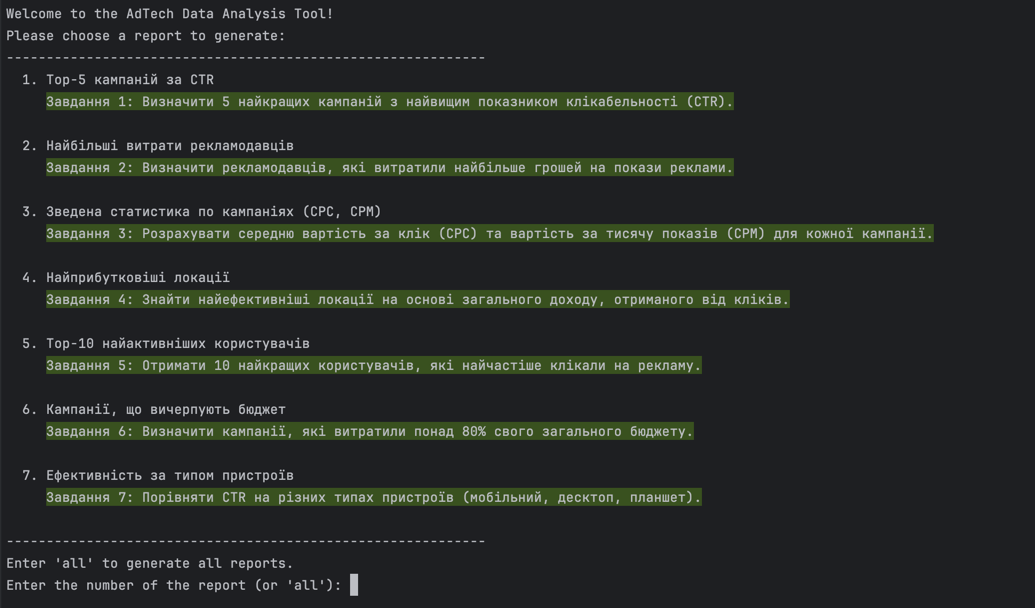 Welcome to the AdTech Data Analysis Tool!
Please choose a report to generate:
------------------------------------------------------------
1. Top-5 кампаній за CTR
Завдання 1: Визначити 5 найкращих кампаній з найвищим показником клікабельності (CTR).
2. Найбільші витрати рекламодавців
Завдання 2: Визначити рекламодавців, які витратили найбільше грошей на покази реклами.
3. Зведена статистика по кампаніях (CPC, CPM)
Завдання 3: Розрахувати середню вартість за клік (CPC) та вартість за тисячу показів (CPM) для кожної кампанії.
4. Найприбутковіші локації
Завдання 4: Знайти найефективніші локації на основі загального доходу, отриманого від кліків.
5. Top-10 найактивніших користувачів
Завдання 5: Отримати 10 найкращих користувачів, які найчастіше клікали на рекламу.
6. Кампанії, що вичерпують бюджет
Завдання 6: Визначити кампанії, які витратили понад 80% свого загального бюджету.
7. Ефективність за типом пристроїв
Завдання 7: Порівняти CTR на різних типах пристроїв (мобільний, десктоп, планшет).
------------------------------------------------------------
Enter 'all' to generate all reports.
Enter the number of the report (or 'all'):